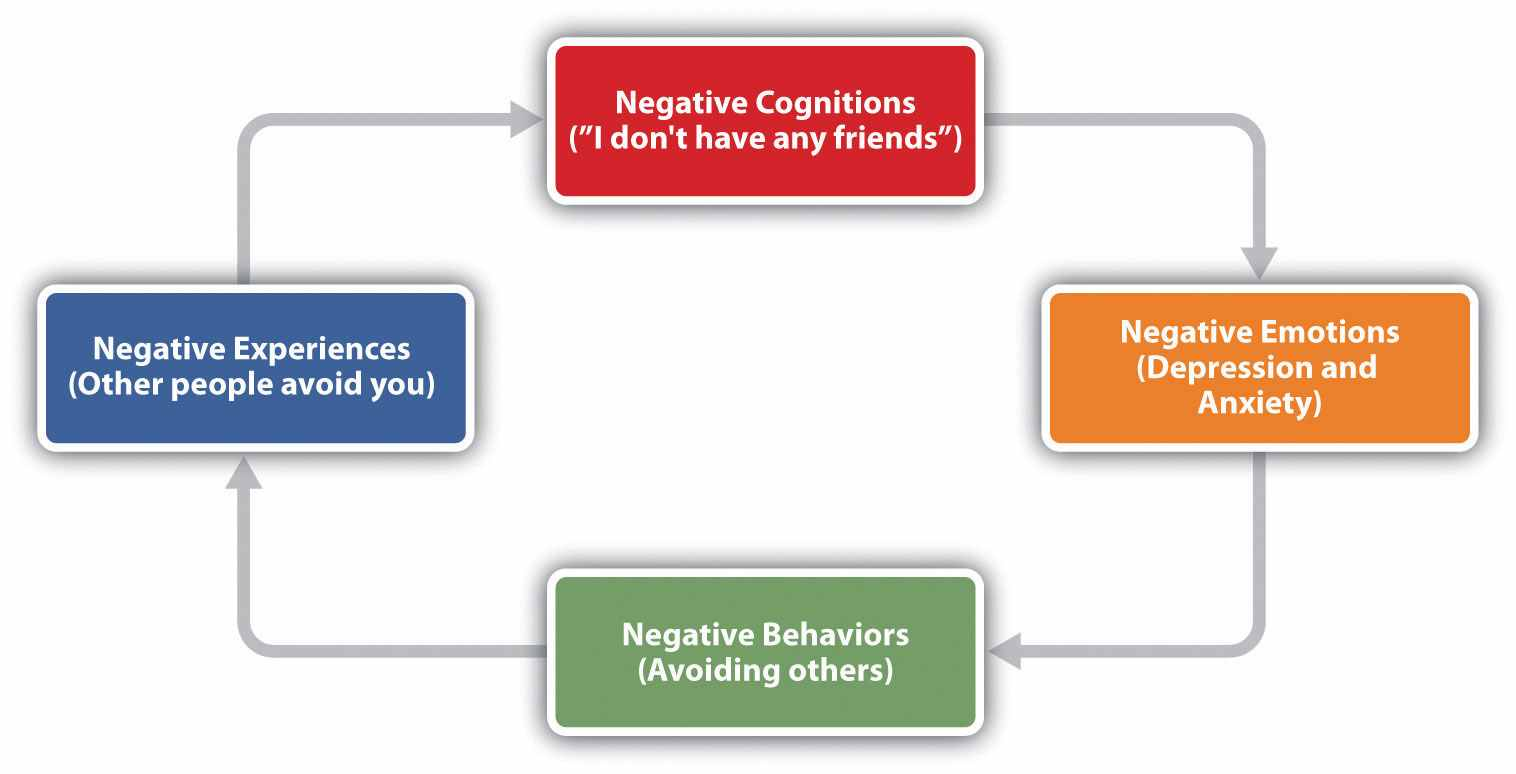 Negative Cognitions
(”I don't have any friends”)
Negative Emotions
(Depression and
Anxiety)
Negative Behaviors
(Avoiding others)
Negative Experiences
(Other people avoid you)